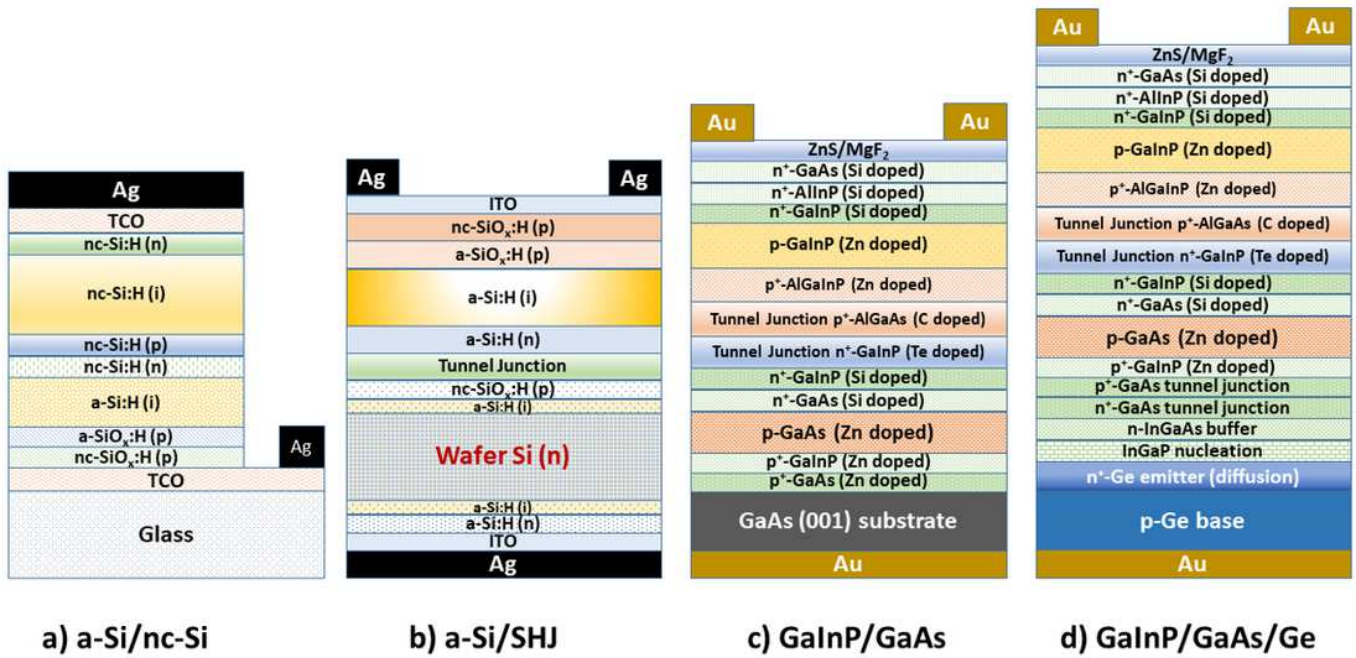 Ag
TCO
nc-Si:H (n)
nc-Si:H (i)
nc-Si:H (p)
nc-Si:H (n)
a-Si:H (i)
a-SiOₓ:H (p)
nc-SiOₓ:H (p)
Ag
TCO
Glass
a) a-Si/nc-Si
Ag
Ag
ITO
nc-SiOₓ:H (p)
a-SiOₓ:H (p)
a-Si:H (i)
a-Si:H (n)
Tunnel Junction
nc-SiOₓ:H (p)
a-Si:H (i)
Wafer Si (n)
a-Si:H (i)
a-Si:H (n)
ITO
Ag
b) a-Si/SHJ
Au
Au
ZnS/MgF₂
n⁺-GaAs (Si doped)
n⁺-AlInP (Si doped)
n⁺-GaInP (Si doped)
p-GaInP (Zn doped)
p⁺-AlGaInP (Zn doped)
Tunnel Junction p⁺-AlGaAs (C doped)
Tunnel Junction n⁺-GaInP (Te doped)
n⁺-GaInP (Si doped)
n⁺-GaAs (Si doped)
p-GaAs (Zn doped)
p⁺-GaInP (Zn doped)
p⁺-GaAs (Zn doped)
GaAs (001) substrate
Au
c) GaInP/GaAs
Au
Au
ZnS/MgF₂
n⁺-GaAs (Si doped)
n⁺-AlInP (Si doped)
n⁺-GaInP (Si doped)
p-GaInP (Zn doped)
p⁺-AlGaInP (Zn doped)
Tunnel Junction p⁺-AlGaAs (C doped)
Tunnel Junction n⁺-GaInP (Te doped)
n⁺-GaInP (Si doped)
n⁺-GaAs (Si doped)
p-GaAs (Zn doped)
p⁺-GaInP (Zn doped)
p⁺-GaAs tunnel junction
n⁺-GaAs tunnel junction
n-InGaAs buffer
InGaP nucleation
n⁺-Ge emitter (diffusion)
p-Ge base
Au
d) GaInP/GaAs/Ge